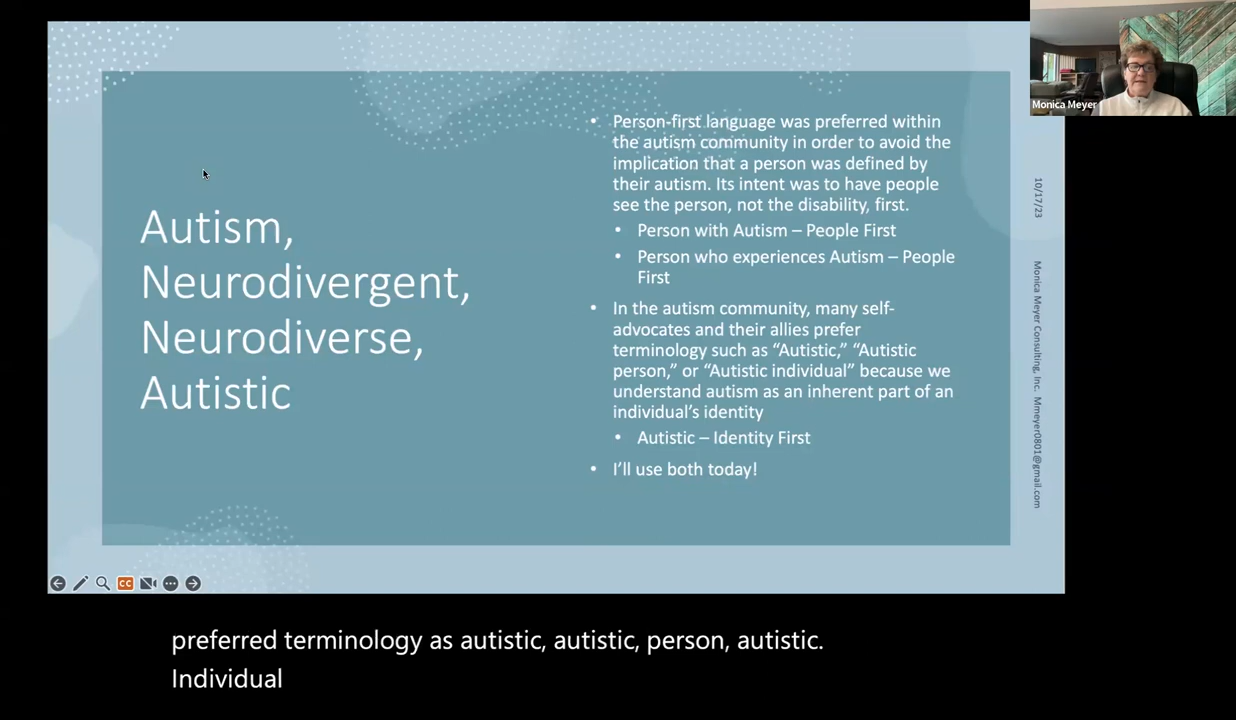 Autism,
Neurodivergent,
Neurodiverse,
Autistic
• Person-first language was preferred within
the autism community in order to avoid the
implication that a person was defined by
their autism. Its intent was to have people
see the person, not the disability, first.
• Person with Autism – People First
• Person who experiences Autism – People
First
• In the autism community, many self-
advocates and their allies prefer
terminology such as “Autistic,” “Autistic
person,” or “Autistic individual” because we
understand autism as an inherent part of an
individual’s identity
• Autistic – Identity First
• I’ll use both today!
10/17/23
Monica Meyer Consulting, Inc. Mmeyer0801@gmail.com
Monica Meyer
CC
preferred terminology as autistic, autistic, person, autistic.
Individual